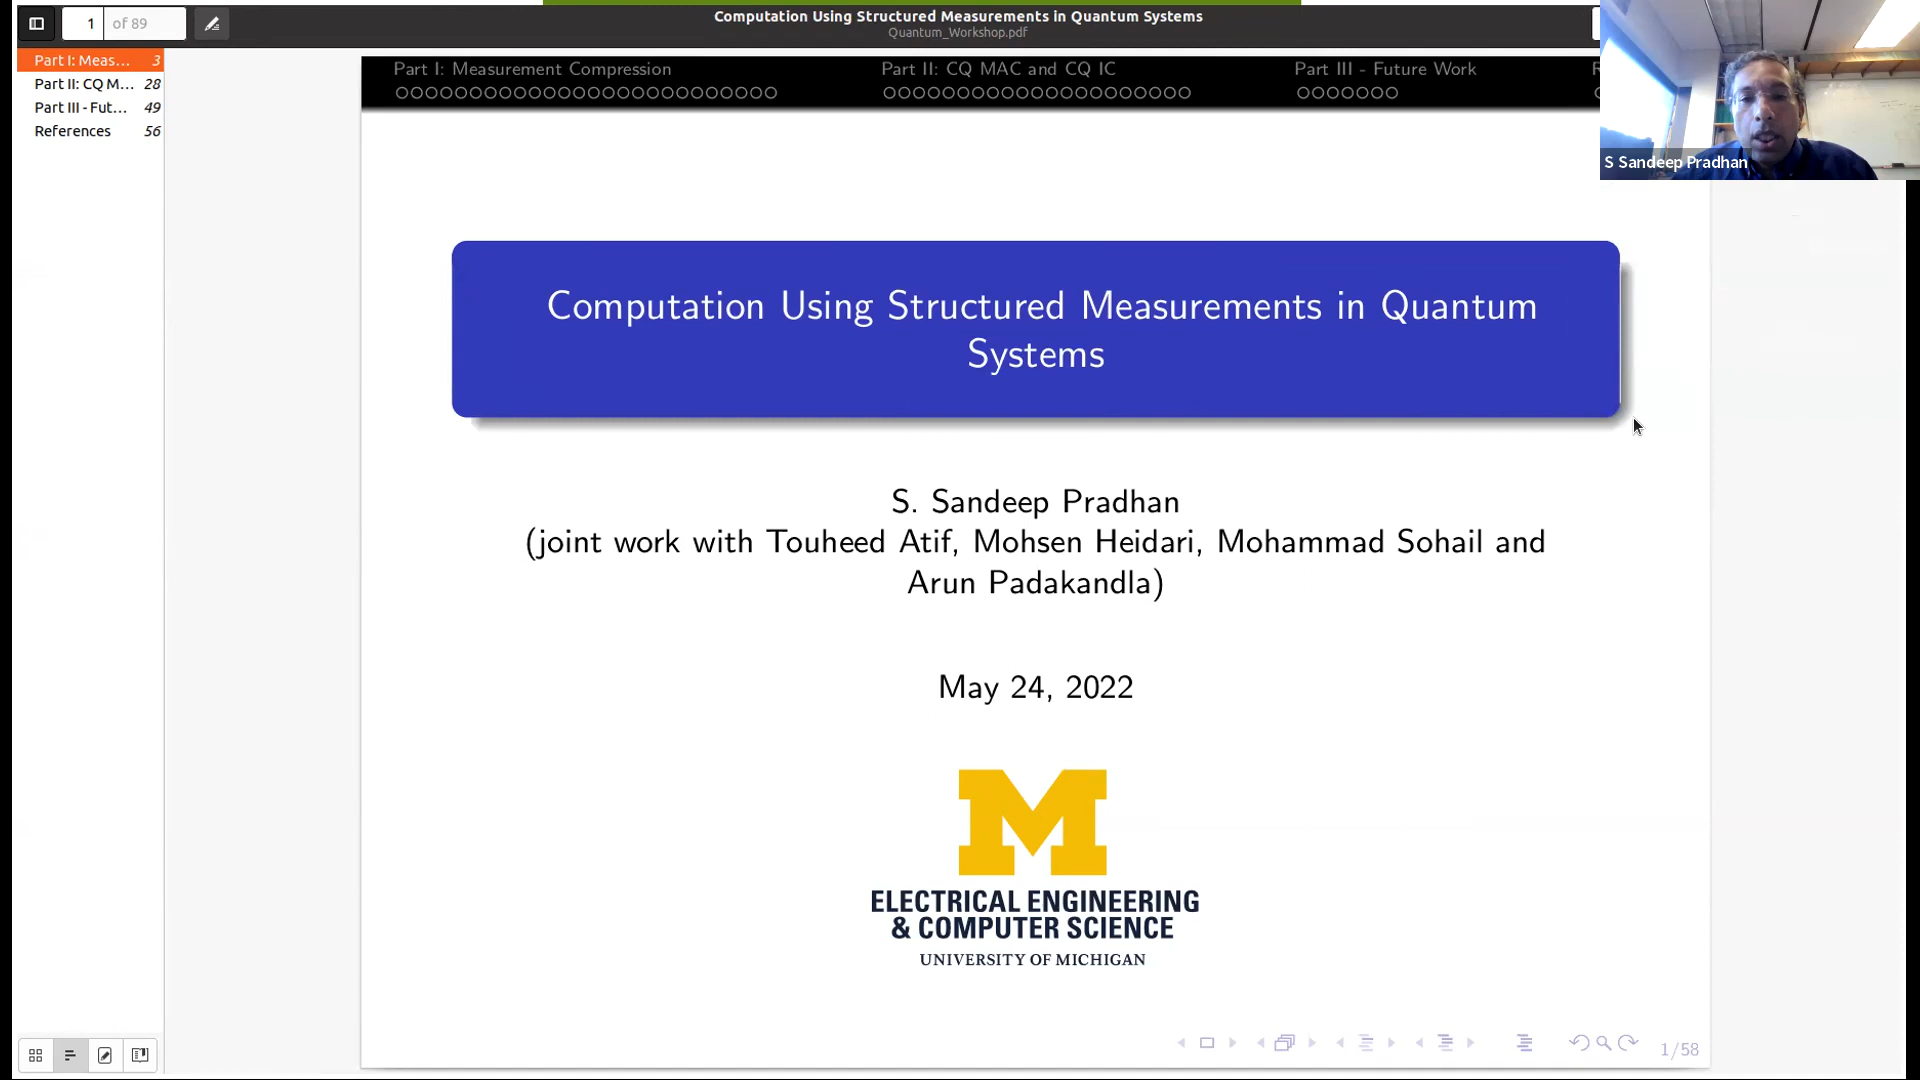 Computation Using Structured Measurements in Quantum Systems
Quantum_Workshop.pdf
1 of 89
Part I: Meas... 3
Part II: CQ M... 28
Part III - Fut... 49
References 56
Part I: Measurement Compression
Part II: CQ MAC and CQ IC
Part III - Future Work
S Sandeep Pradhan
Computation Using Structured Measurements in Quantum
Systems
S. Sandeep Pradhan
(joint work with Touheed Atif, Mohsen Heidari, Mohammad Sohail and
Arun Padakandla)
May 24, 2022
M
ELECTRICAL ENGINEERING
& COMPUTER SCIENCE
UNIVERSITY OF MICHIGAN
1/58